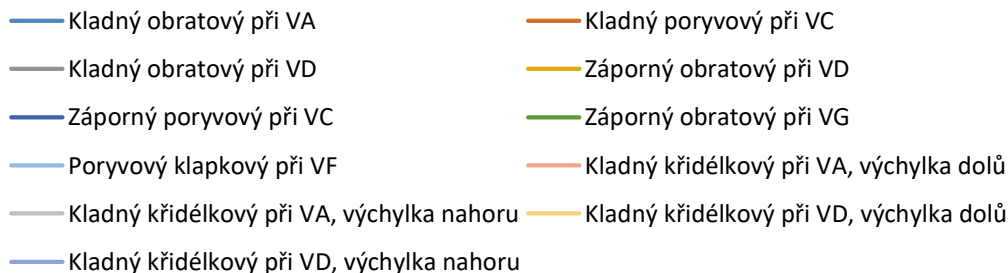 Kladný obratový při VA
Kladný poryvový při VC
Kladný obratový při VD
Záporný obratový při VD
Záporný poryvový při VC
Záporný obratový při VG
Poryvový klapkový při VF
Kladný křidélkový při VA, výchylka dolů
Kladný křidélkový při VA, výchylka nahoru
Kladný křidélkový při VD, výchylka dolů
Kladný křidélkový při VD, výchylka nahoru